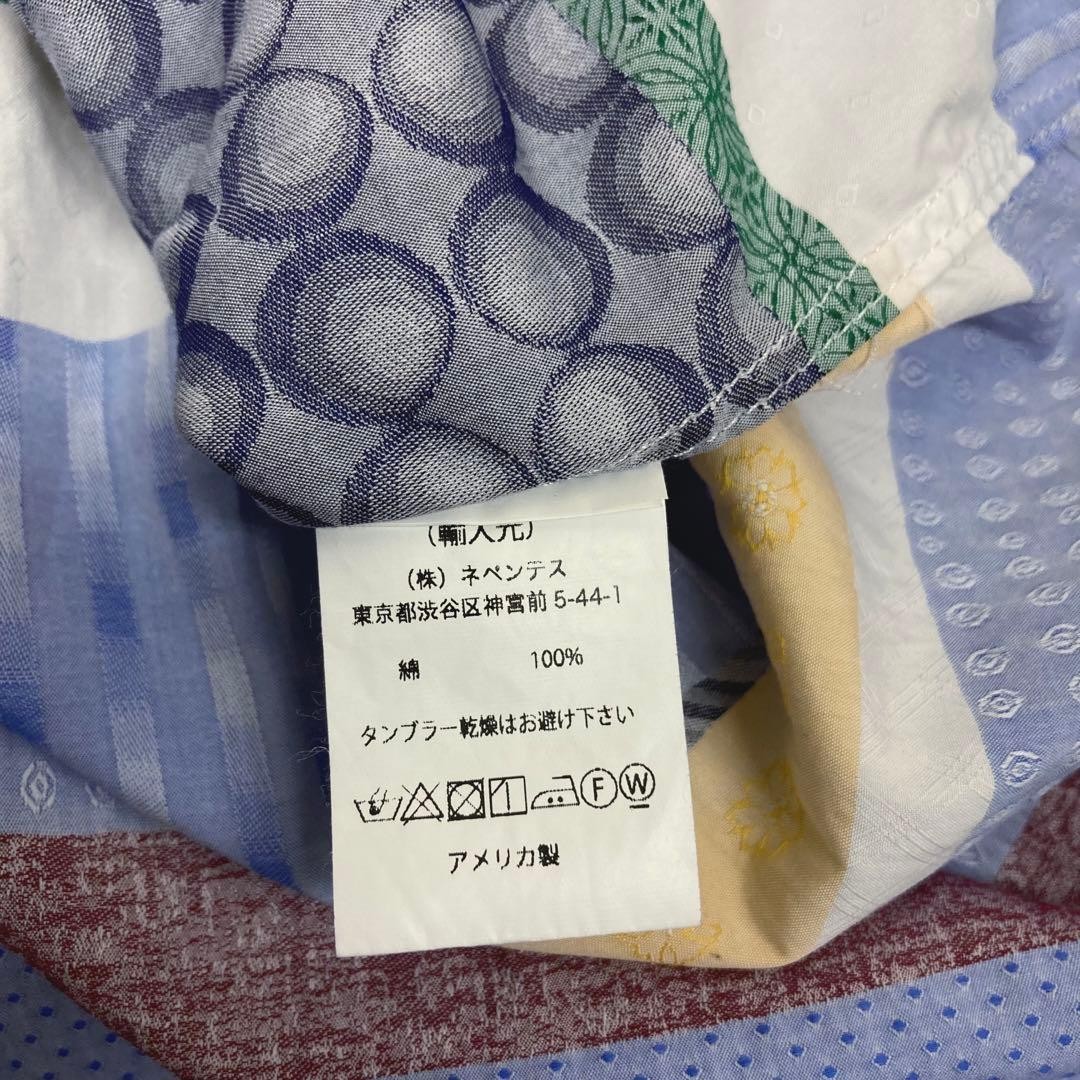 (輸入元)
(株) ネペンテス
東京都渋谷区神宮前 5-44-1
綿 100%
タンブラー乾燥はお避け下さい
F W
アメリカ製